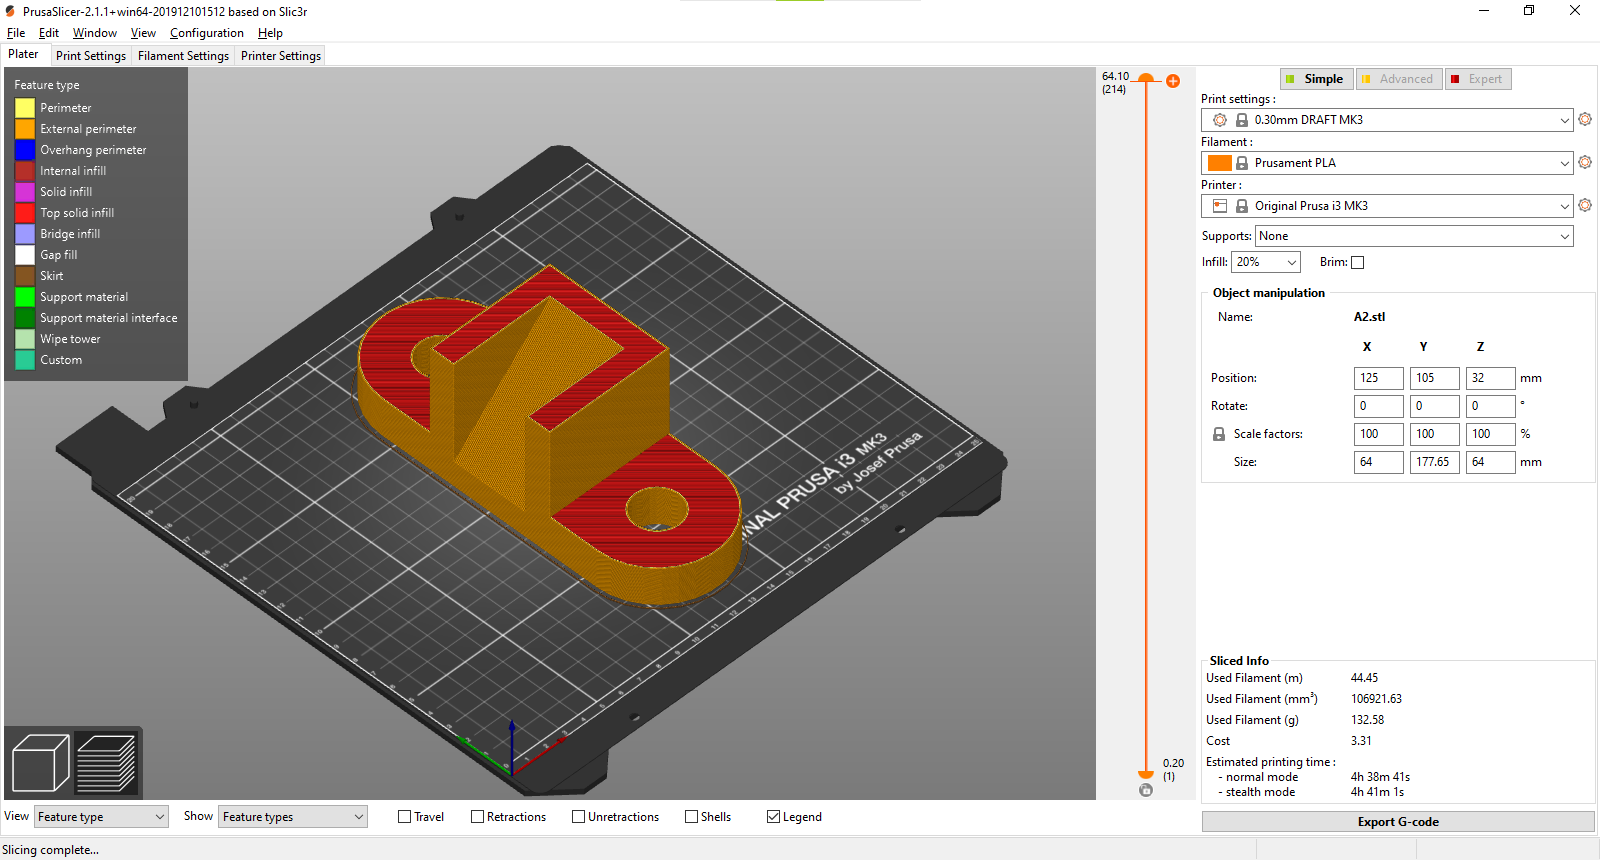 PrusaSlicer-2.1.1+win64-201912101512 based on Slic3r
File Edit Window View Configuration Help
Plater Print Settings Filament Settings Printer Settings
Feature type
Perimeter
External perimeter
Overhang perimeter
Internal infill
Solid infill
Top solid infill
Bridge infill
Gap fill
Skirt
Support material
Support material interface
Wipe tower
Custom
NAL PRUSA i3 MK3
by Josef Prusa
64.10
(214)
0.20
(1)
Simple Advanced Expert
Print settings :
0.30mm DRAFT MK3
Filament :
Prusament PLA
Printer :
Original Prusa i3 MK3
Supports: None
Infill: 20% Brim:
Object manipulation
Name: A2.stl
X Y Z
Position: 125 105 32 mm
Rotate: 0 0 0 °
Scale factors: 100 100 100 %
Size: 64 177.65 64 mm
Sliced Info
Used Filament (m) 44.45
Used Filament (mm³) 106921.63
Used Filament (g) 132.58
Cost 3.31
Estimated printing time :
- normal mode 4h 38m 41s
- stealth mode 4h 41m 1s
Export G-code
View Feature type Show Feature types Travel Retractions Unretractions Shells Legend
Slicing complete...